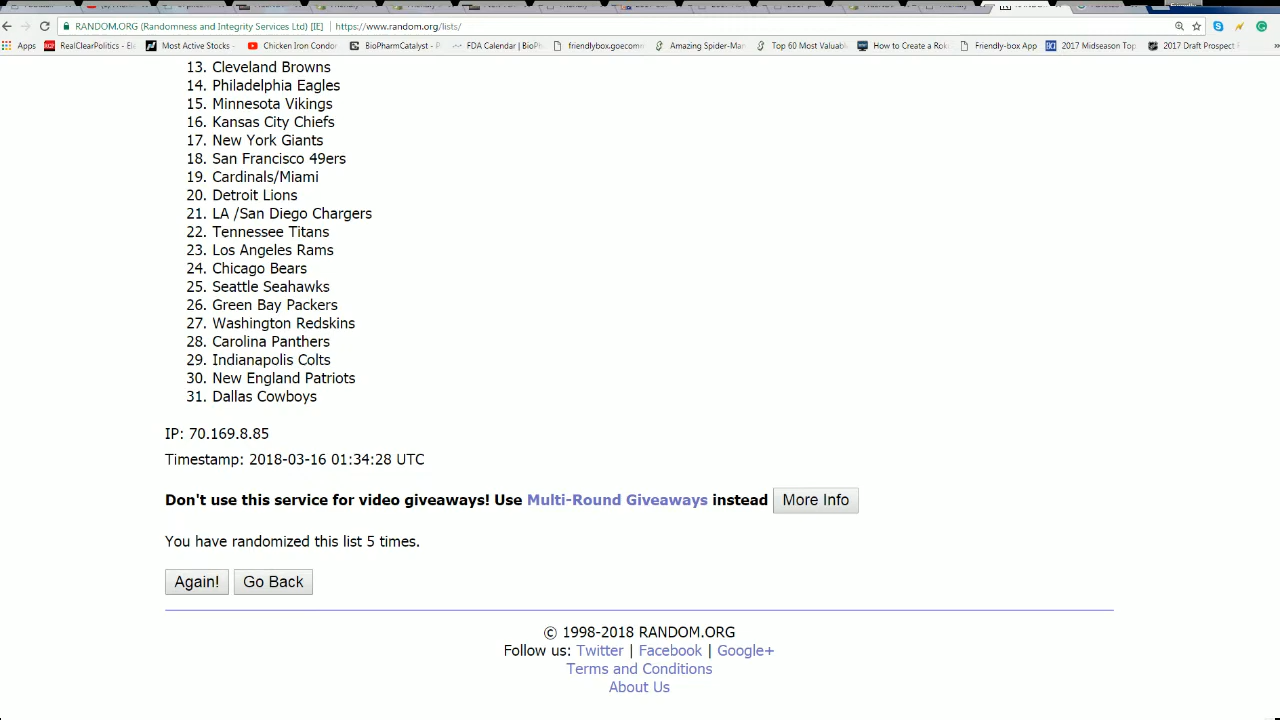 RANDOM.ORG (Randomness and Integrity Services Ltd) [IE] | https://www.random.org/lists/
Apps RealClearPolitics - Ele Most Active Stocks - Chicken Iron Condor BioPharmCatalyst - P FDA Calendar | BioPh friendlybox.goecomm Amazing Spider-Man Top 60 Most Valuabl How to Create a Roku Friendly-box App 2017 Midseason Top 2017 Draft Prospect
13. Cleveland Browns
14. Philadelphia Eagles
15. Minnesota Vikings
16. Kansas City Chiefs
17. New York Giants
18. San Francisco 49ers
19. Cardinals/Miami
20. Detroit Lions
21. LA /San Diego Chargers
22. Tennessee Titans
23. Los Angeles Rams
24. Chicago Bears
25. Seattle Seahawks
26. Green Bay Packers
27. Washington Redskins
28. Carolina Panthers
29. Indianapolis Colts
30. New England Patriots
31. Dallas Cowboys
IP: 70.169.8.85
Timestamp: 2018-03-16 01:34:28 UTC
Don't use this service for video giveaways! Use Multi-Round Giveaways instead More Info
You have randomized this list 5 times.
Again! Go Back
© 1998-2018 RANDOM.ORG
Follow us: Twitter | Facebook | Google+
Terms and Conditions
About Us